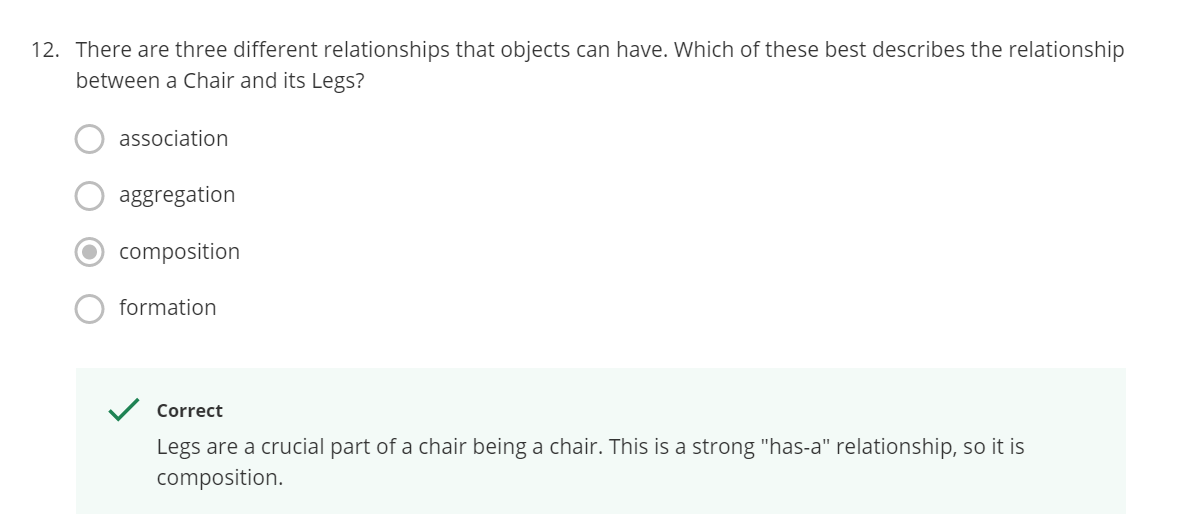 12. There are three different relationships that objects can have. Which of these best describes the relationship
between a Chair and its Legs?
association
aggregation
composition
formation
Correct
Legs are a crucial part of a chair being a chair. This is a strong "has-a" relationship, so it is
composition.